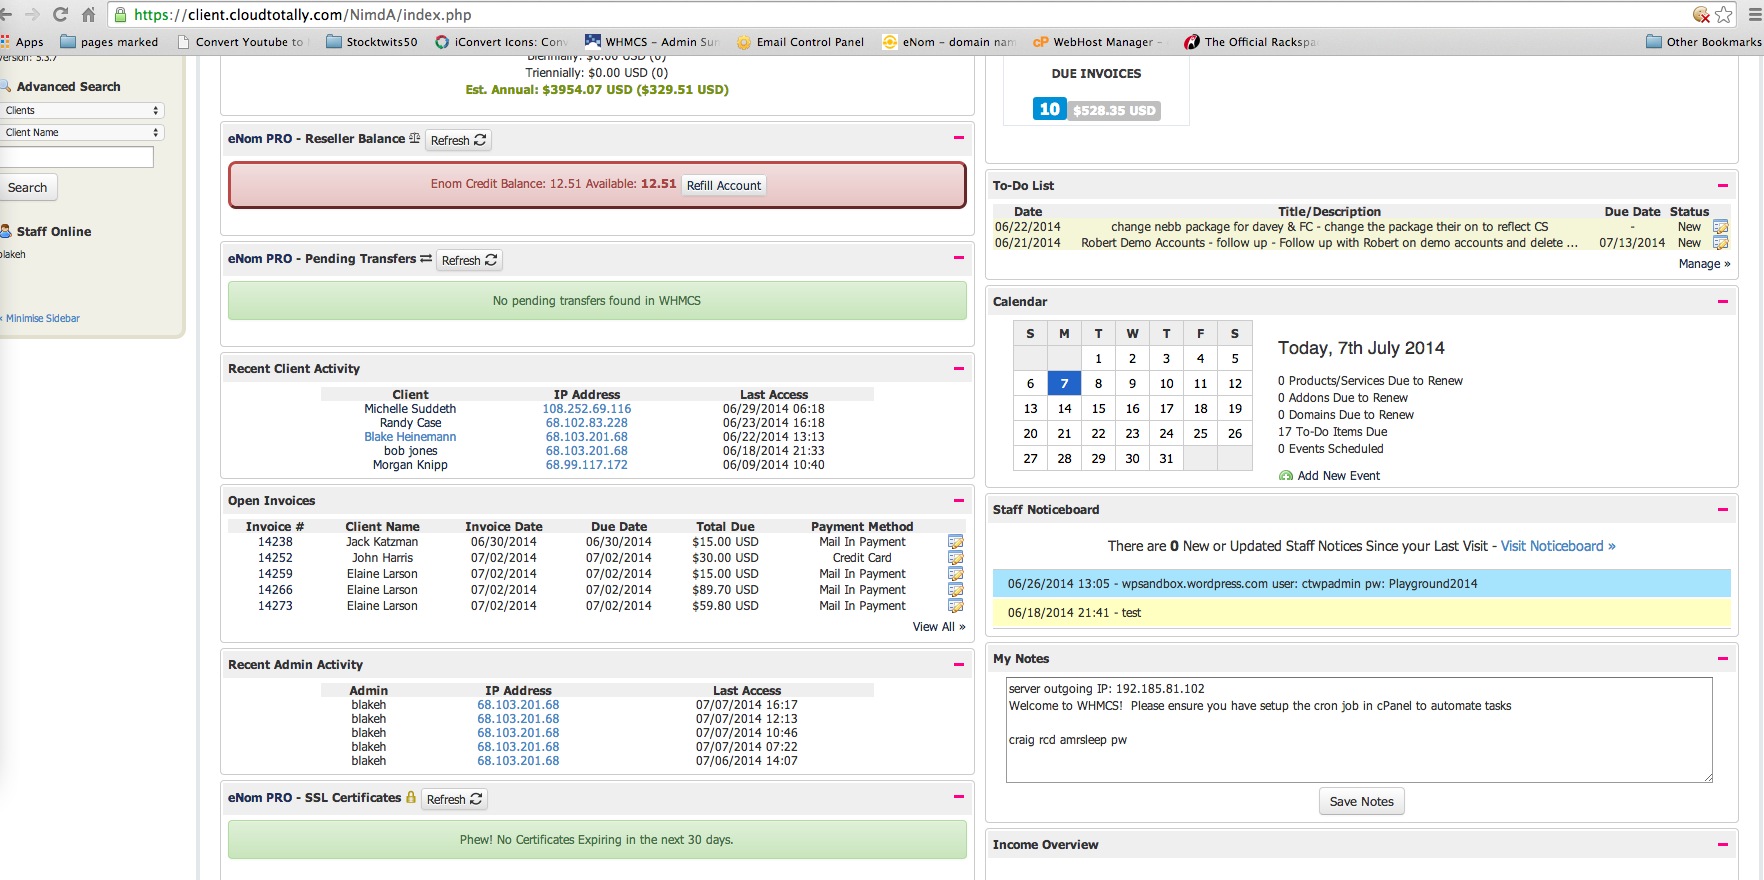 https://client.cloudtotally.com/NimdA/index.php
Apps pages marked Convert Youtube to Stocktwits50 iConvert Icons: Conv WHMCS - Admin Sum Email Control Panel eNom - domain nam cP WebHost Manager - The Official Rackspa Other Bookmarks
Version: 5.3.7
Advanced Search
Clients
Client Name
Search
Staff Online
blakeh
« Minimise Sidebar
Biennially: $0.00 USD (0)
Triennially: $0.00 USD (0)
Est. Annual: $3954.07 USD ($329.51 USD)
eNom PRO - Reseller Balance Refresh
Enom Credit Balance: 12.51 Available: 12.51 Refill Account
eNom PRO - Pending Transfers Refresh
No pending transfers found in WHMCS
Recent Client Activity
Client IP Address Last Access
Michelle Suddeth 108.252.69.116 06/29/2014 06:18
Randy Case 68.102.83.228 06/23/2014 16:18
Blake Heinemann 68.103.201.68 06/22/2014 13:13
bob jones 68.103.201.68 06/18/2014 21:33
Morgan Knipp 68.99.117.172 06/09/2014 10:40
Open Invoices
Invoice # Client Name Invoice Date Due Date Total Due Payment Method
14238 Jack Katzman 06/30/2014 06/30/2014 $15.00 USD Mail In Payment
14252 John Harris 07/02/2014 07/02/2014 $30.00 USD Credit Card
14259 Elaine Larson 07/02/2014 07/02/2014 $15.00 USD Mail In Payment
14266 Elaine Larson 07/02/2014 07/02/2014 $89.70 USD Mail In Payment
14273 Elaine Larson 07/02/2014 07/02/2014 $59.80 USD Mail In Payment
View All »
Recent Admin Activity
Admin IP Address Last Access
blakeh 68.103.201.68 07/07/2014 16:17
blakeh 68.103.201.68 07/07/2014 12:13
blakeh 68.103.201.68 07/07/2014 10:46
blakeh 68.103.201.68 07/07/2014 07:22
blakeh 68.103.201.68 07/06/2014 14:07
eNom PRO - SSL Certificates Refresh
Phew! No Certificates Expiring in the next 30 days.
DUE INVOICES
10 $528.35 USD
To-Do List
Date Title/Description Due Date Status
06/22/2014 change nebb package for davey & FC - change the package their on to reflect CS - New
06/21/2014 Robert Demo Accounts - follow up - Follow up with Robert on demo accounts and delete ... 07/13/2014 New
Manage »
Calendar
S M T W T F S
1 2 3 4 5
6 7 8 9 10 11 12
13 14 15 16 17 18 19
20 21 22 23 24 25 26
27 28 29 30 31
Today, 7th July 2014
0 Products/Services Due to Renew
0 Addons Due to Renew
0 Domains Due to Renew
17 To-Do Items Due
0 Events Scheduled
Add New Event
Staff Noticeboard
There are 0 New or Updated Staff Notices Since your Last Visit - Visit Noticeboard »
06/26/2014 13:05 - wpsandbox.wordpress.com user: ctwpadmin pw: Playground2014
06/18/2014 21:41 - test
My Notes
server outgoing IP: 192.185.81.102
Welcome to WHMCS! Please ensure you have setup the cron job in cPanel to automate tasks
craig rcd amrsleep pw
Save Notes
Income Overview